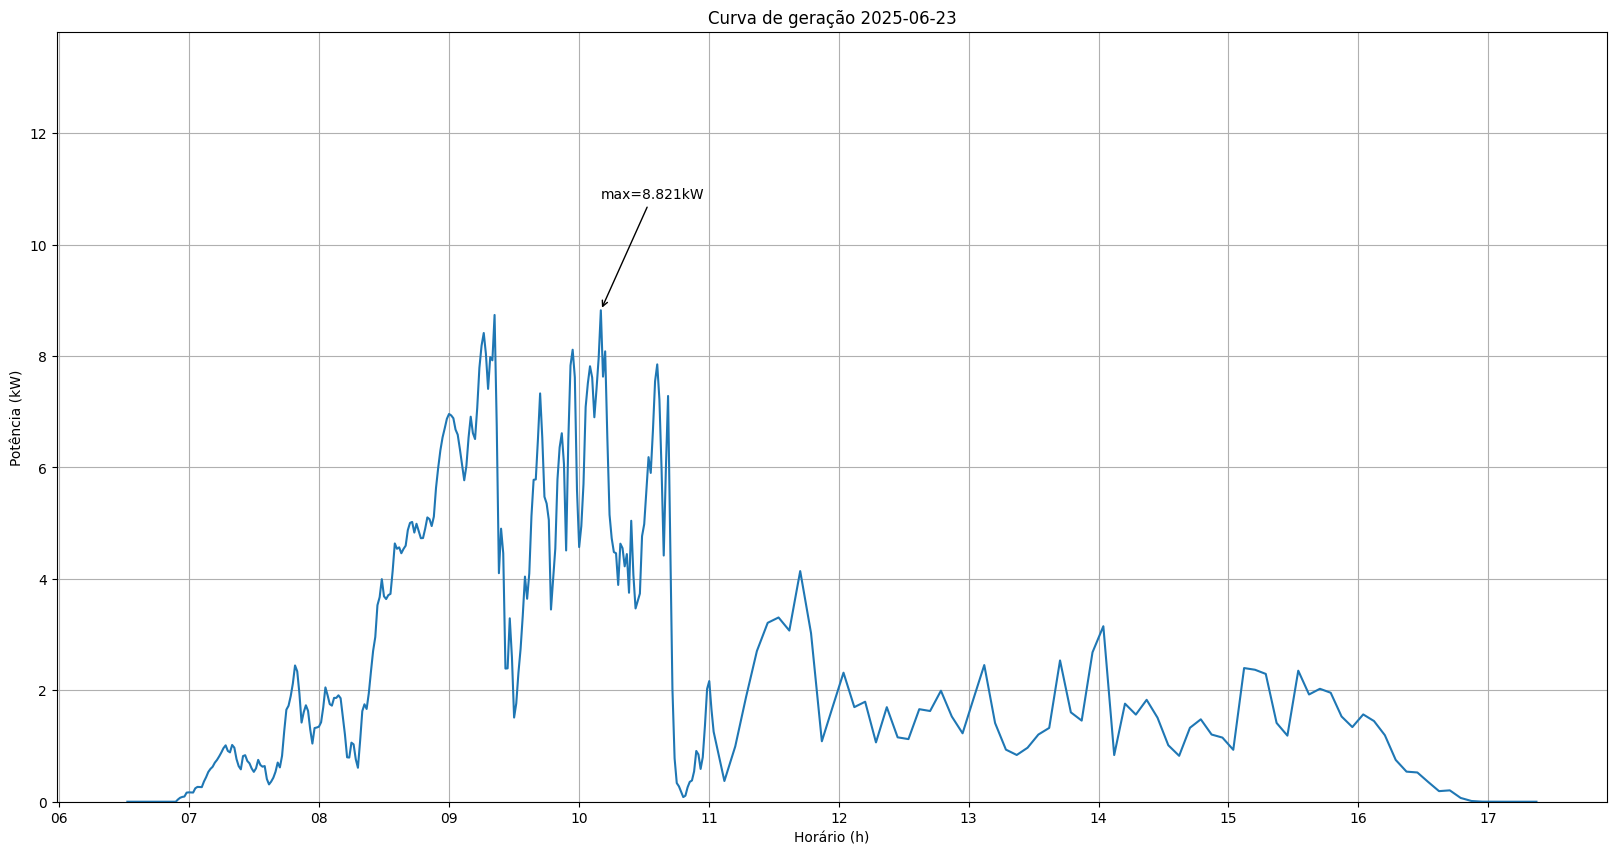 Curva de geração 2025-06-23
12
max=8.821kW
10
8
Potência (kW)
6
4
2
0
06 07 08 09 10 11 12 13 14 15 16 17
Horário (h)